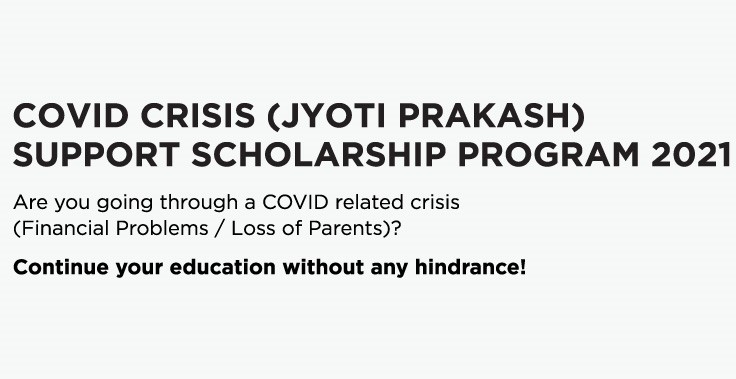 COVID CRISIS (JYOTI PRAKASH)
SUPPORT SCHOLARSHIP PROGRAM 2021
Are you going through a COVID related crisis
(Financial Problems / Loss of Parents)?
Continue your education without any hindrance!